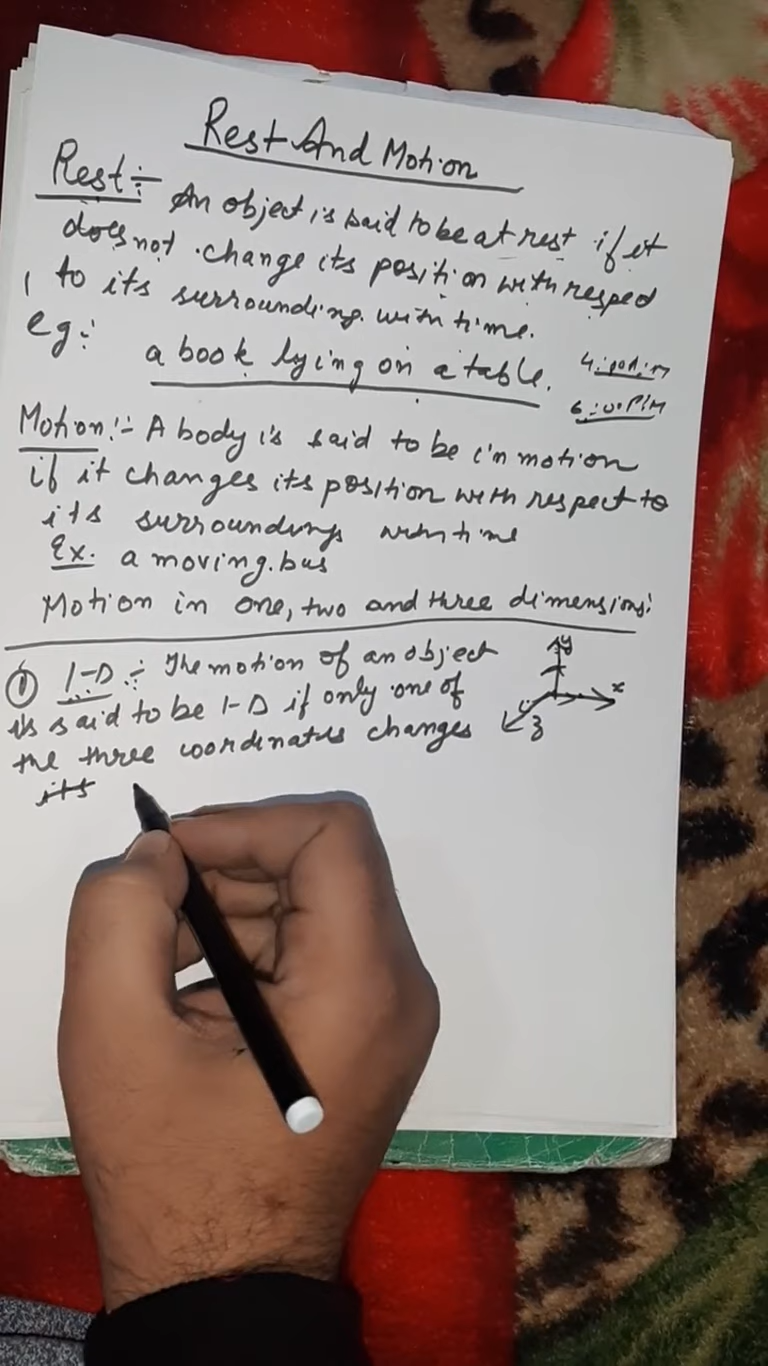 Rest And Motion
Rest:- An object is said to be at rest if it
does not change its position with resped
to its surrounding. with time.
eg:
a book lying on a table.
6:00 P/M
Motion:- A body is said to be in motion
if it changes its position with respect to
its surroundings with time
Ex. a moving.bus
Motion in one, two and three dimensions:
① 1-D:- The motion of an object
is said to be 1-D if only one of
the three coordinates changes
its
y
x
z